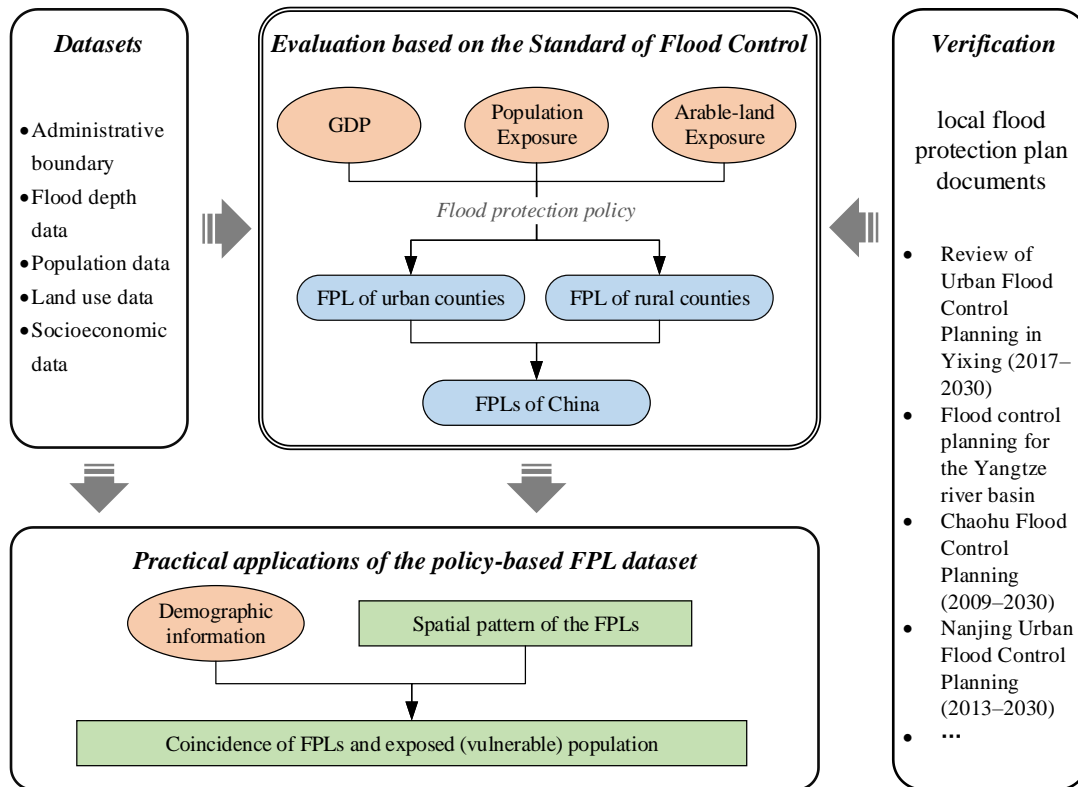 Datasets
•Administrative
boundary
•Flood depth
data
•Population data
•Land use data
•Socioeconomic
data
Evaluation based on the Standard of Flood Control
GDP
Population
Exposure
Arable-land
Exposure
Flood protection policy
FPL of urban counties
FPL of rural counties
FPLs of China
Verification
local flood
protection plan
documents
• Review of
Urban Flood
Control
Planning in
Yixing (2017–
2030)
• Flood control
planning for
the Yangtze
river basin
• Chaohu Flood
Control
Planning
(2009–2030)
• Nanjing Urban
Flood Control
Planning
(2013–2030)
• ...
Practical applications of the policy-based FPL dataset
Demographic
information
Spatial pattern of the FPLs
Coincidence of FPLs and exposed (vulnerable) population